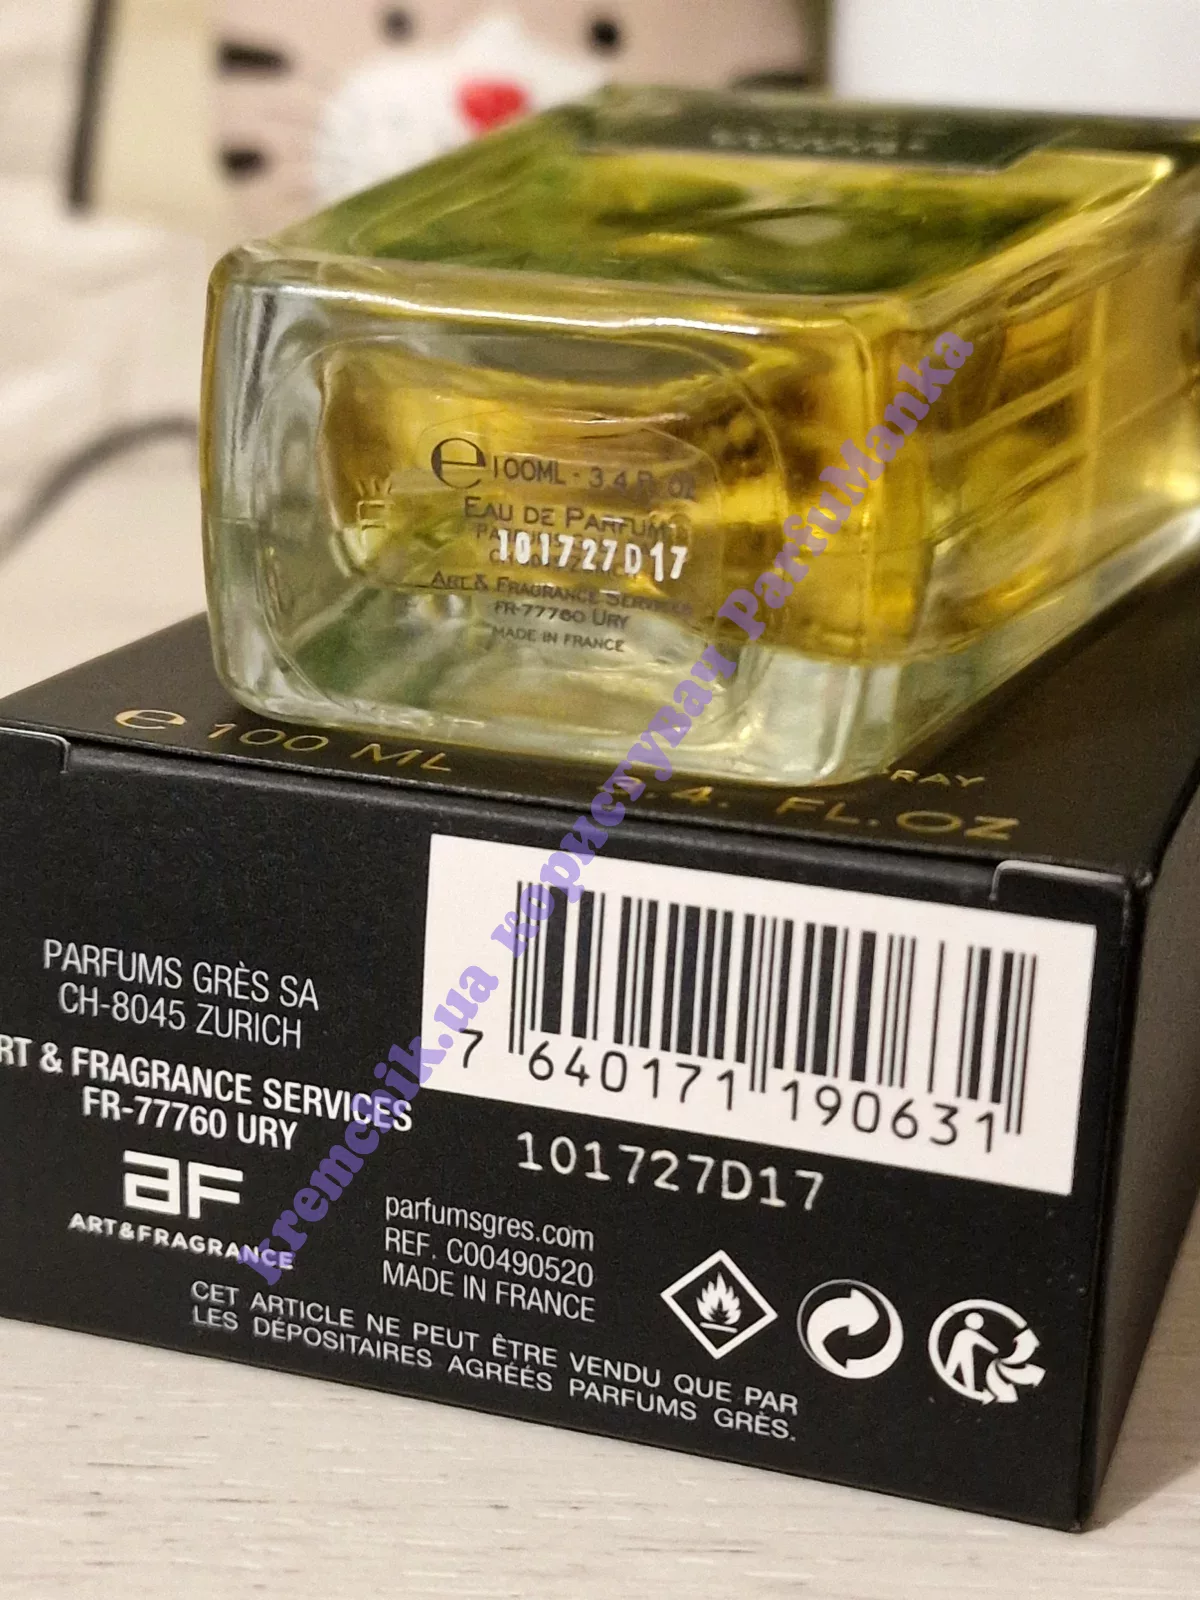 e 100ML - 3.4 FL OZ
EAU DE PARFUM
101727D17
ART & FRAGRANCE SERVICES
FR-77760 URY
MADE IN FRANCE
e 100 ML
SPRAY
3.4. FL. OZ
PARFUMS GRÈS SA
CH-8045 ZURICH
ART & FRAGRANCE SERVICES
FR-77760 URY
aF
ART&FRAGRANCE
7 640171 190631
101727D17
parfumsgres.com
REF. C00490520
MADE IN FRANCE
CET ARTICLE NE PEUT ÊTRE VENDU QUE PAR
LES DÉPOSITAIRES AGRÉÉS PARFUMS GRÈS.
kremchik.ua користувач ParfuManka